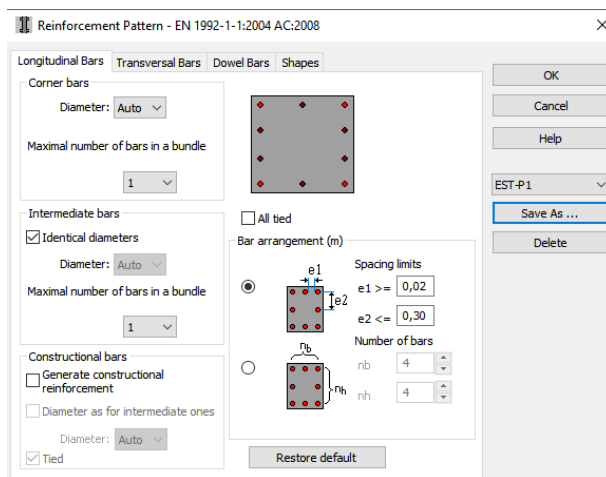 Reinforcement Pattern - EN 1992-1-1:2004 AC:2008
Longitudinal Bars
Transversal Bars
Dowel Bars
Shapes
Corner bars
Diameter: Auto
Maximal number of bars in a bundle
1
Intermediate bars
Identical diameters
Diameter: Auto
Maximal number of bars in a bundle
1
Constructional bars
Generate constructional
reinforcement
Diameter as for intermediate ones
Diameter: Auto
Tied
All tied
Bar arrangement (m)
e1
e2
Spacing limits
e1 >= 0,02
e2 <= 0,30
Number of bars
nb
nh
nb 4
nh 4
Restore default
OK
Cancel
Help
EST-P1
Save As ...
Delete